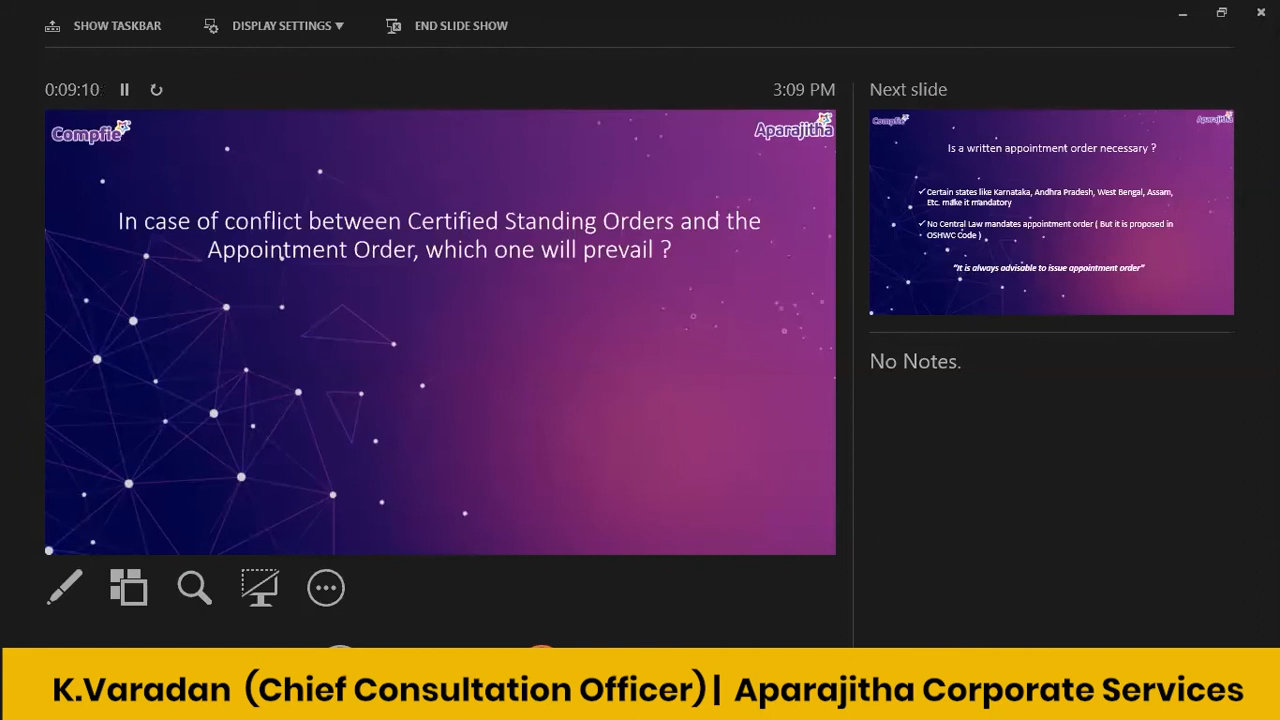 SHOW TASKBAR
DISPLAY SETTINGS
END SLIDE SHOW
0:09:10
3:09 PM
Compfie
Aparajitha
In case of conflict between Certified Standing Orders and the
Appointment Order, which one will prevail ?
Next slide
Compfie
Aparajitha
Is a written appointment order necessary ?
Certain states like Karnataka, Andhra Pradesh, West Bengal, Assam,
Etc. make it mandatory
No Central Law mandates appointment order ( But it is proposed in
OSHWC Code )
"It is always advisable to issue appointment order"
No Notes.
K.Varadan (Chief Consultation Officer) | Aparajitha Corporate Services